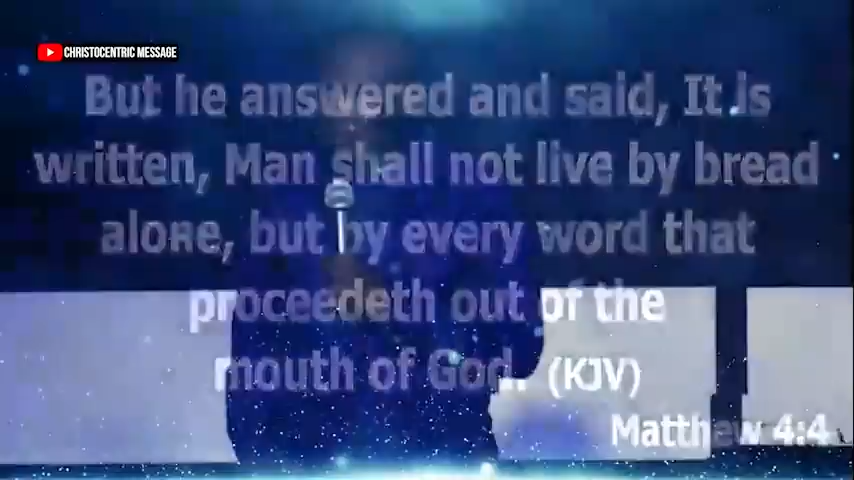 CHRISTOCENTRIC MESSAGE
But he answered and said, It is
written, Man shall not live by bread
alone, but by every word that
proceedeth out of the
mouth of God. (KJV)
Matthew 4:4